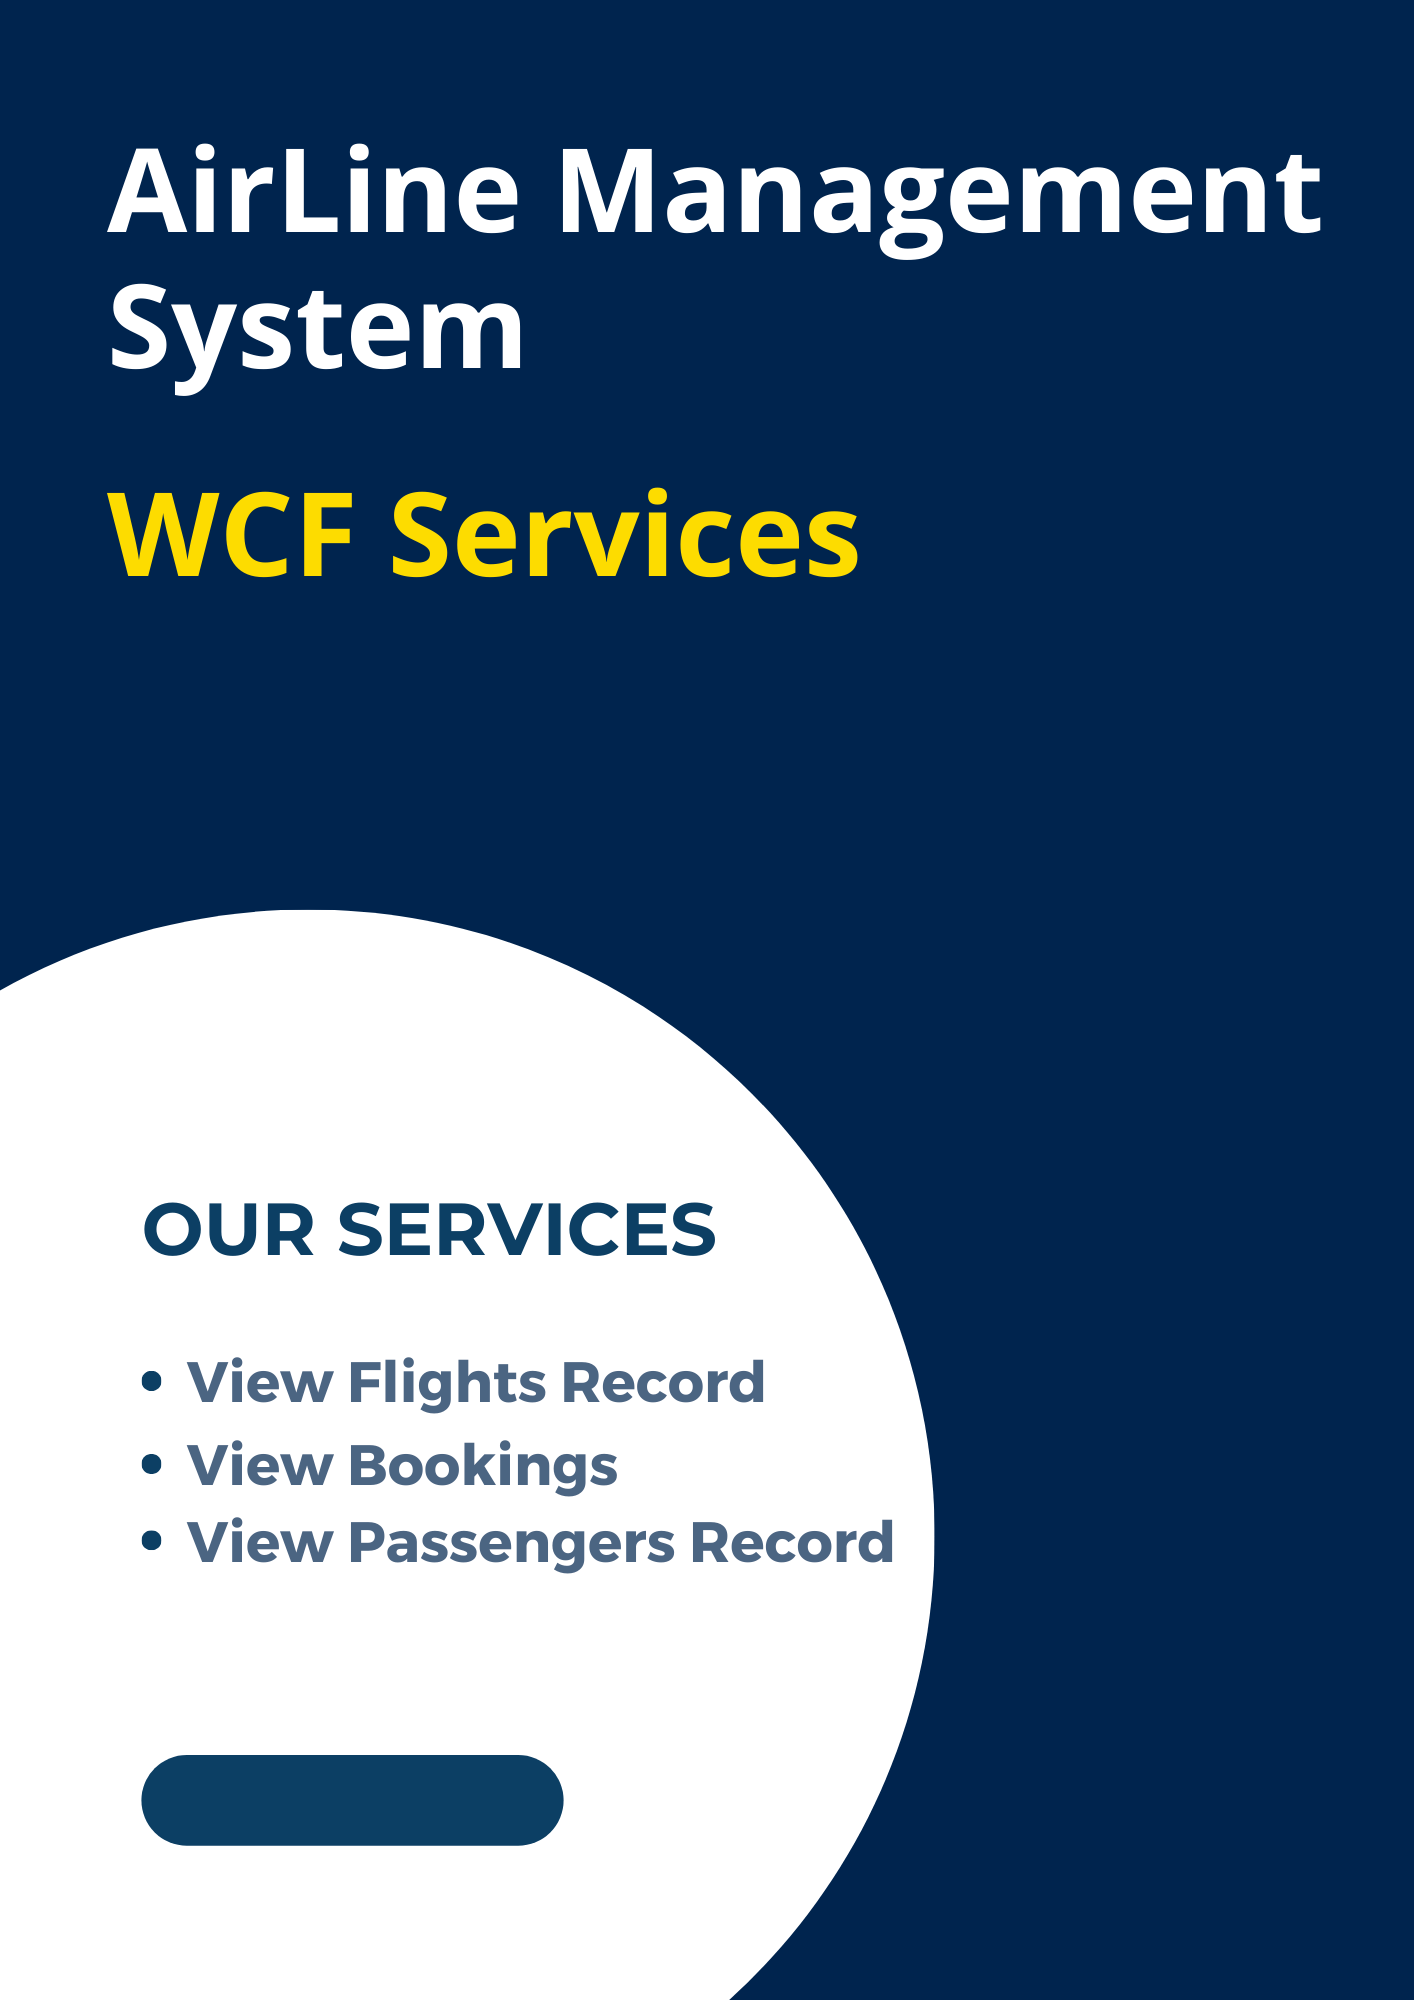 AirLine Management
System
WCF Services
OUR SERVICES
• View Flights Record
• View Bookings
• View Passengers Record